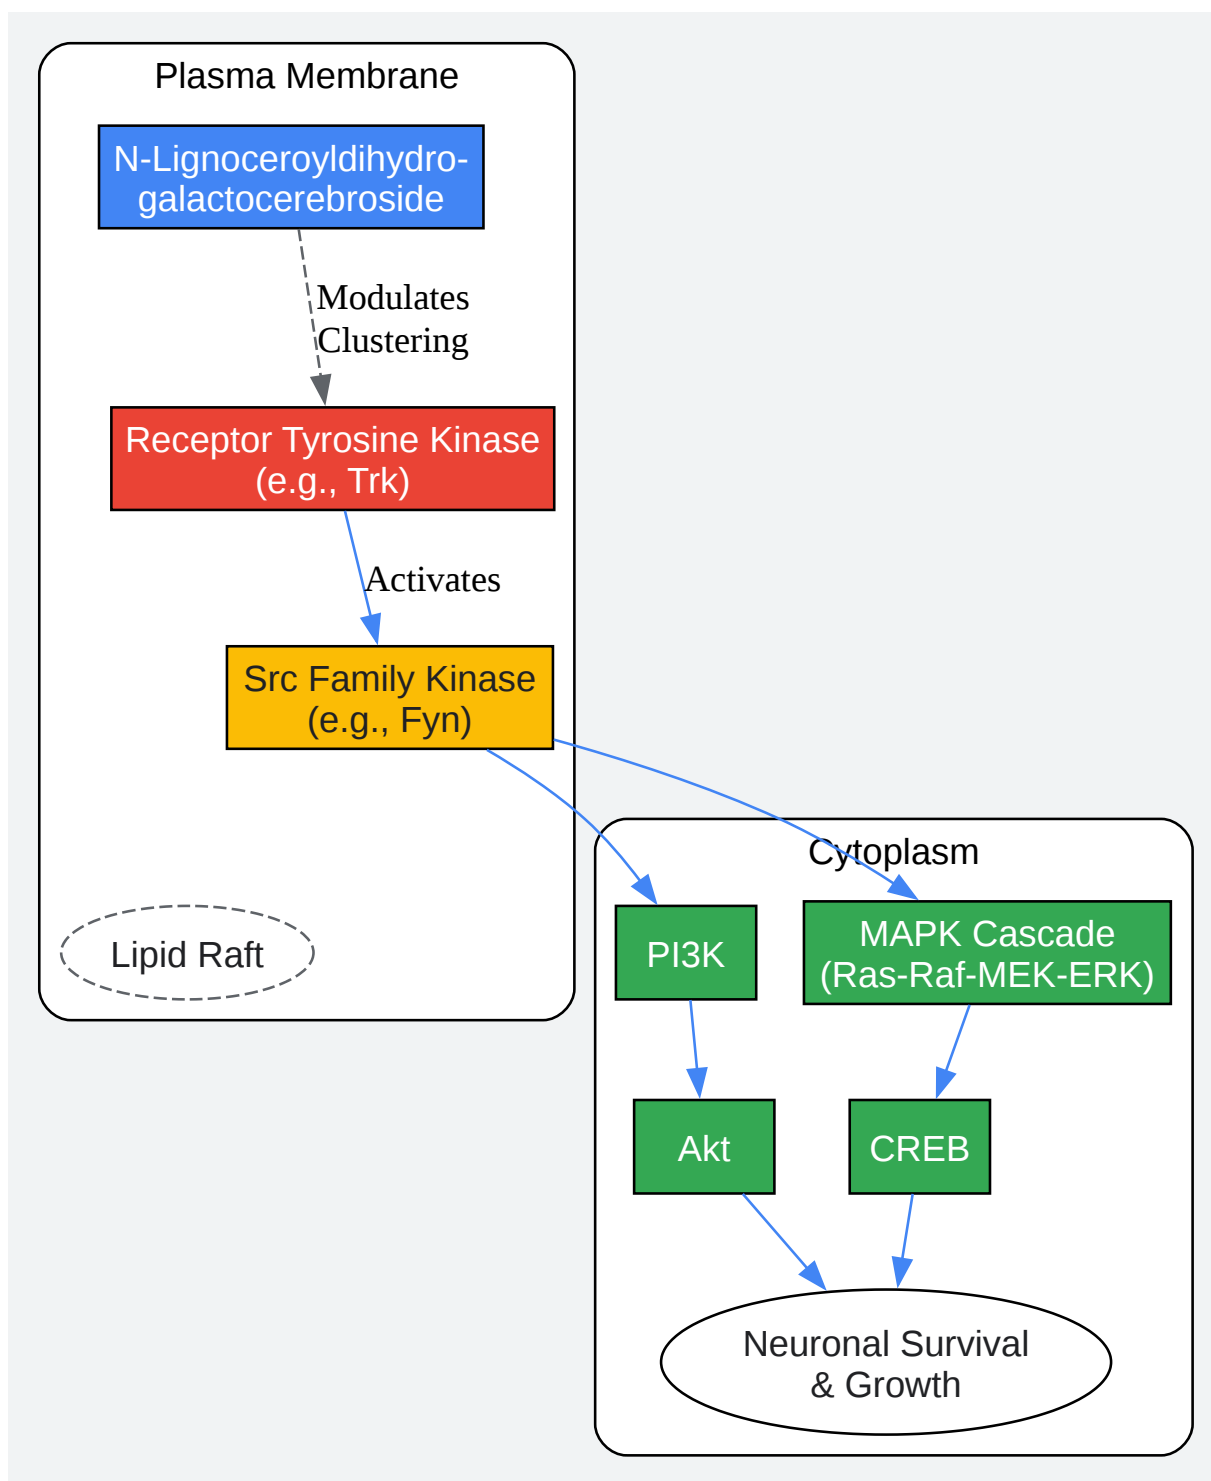 Plasma Membrane
N-Lignoceroyldihydro-
galactocerebroside
Modulates
Clustering
Receptor Tyrosine Kinase
(e.g., Trk)
Activates
Src Family Kinase
(e.g., Fyn)
Lipid Raft
Cytoplasm
PI3K
MAPK Cascade
(Ras-Raf-MEK-ERK)
Akt
CREB
Neuronal Survival
& Growth